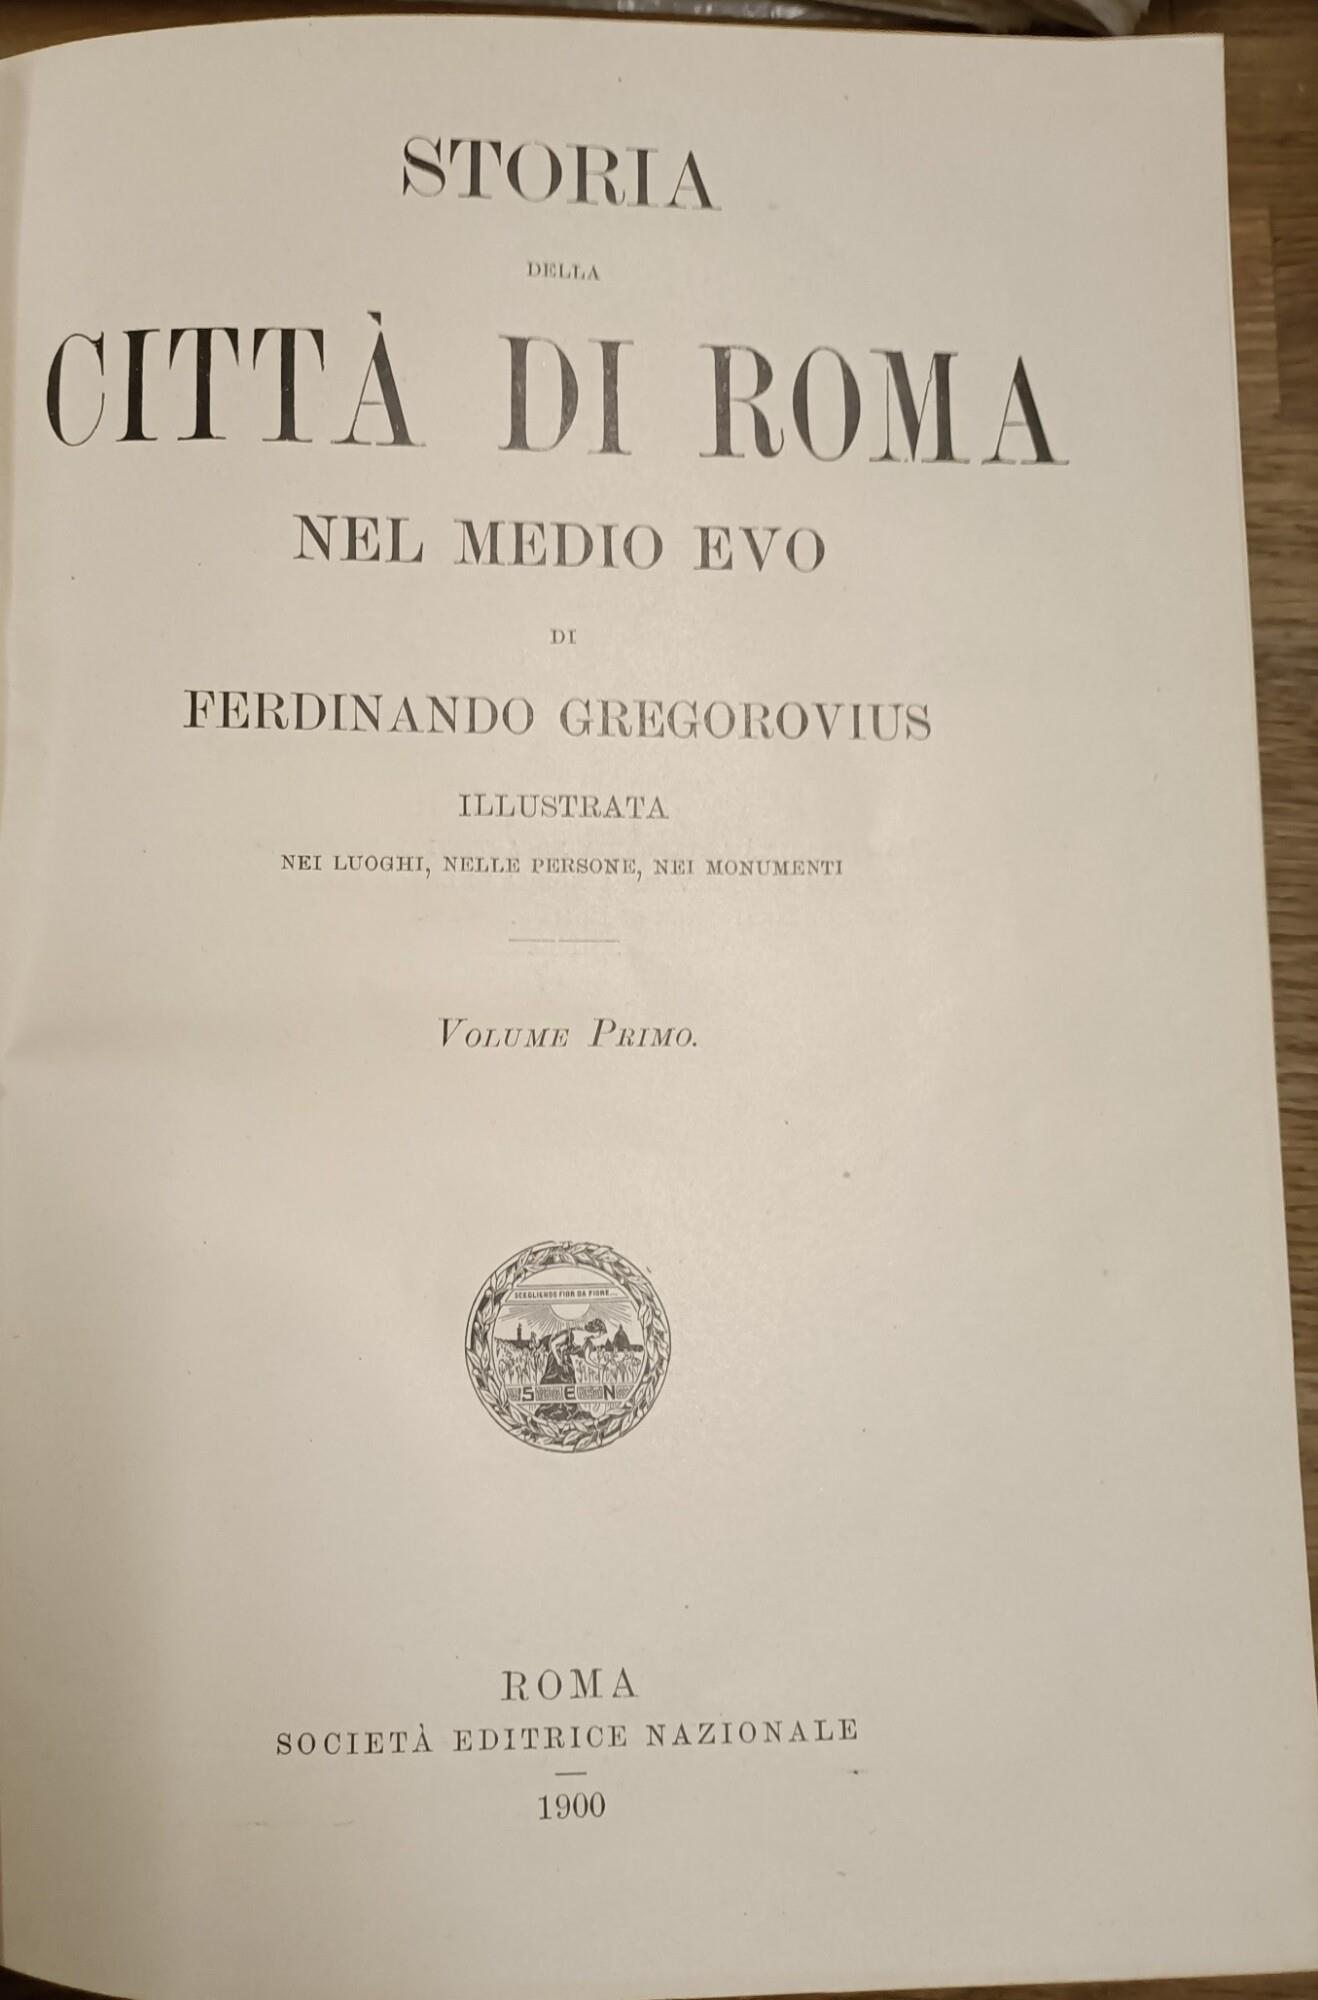 STORIA
DELLA
CITTÀ DI ROMA
NEL MEDIO EVO
DI
FERDINANDO GREGOROVIUS
ILLUSTRATA
NEI LUOGHI, NELLE PERSONE, NEI MONUMENTI
VOLUME PRIMO.
SCEGLIENDO FIOR DA FIORE...
S E N
ROMA
SOCIETÀ EDITRICE NAZIONALE
1900